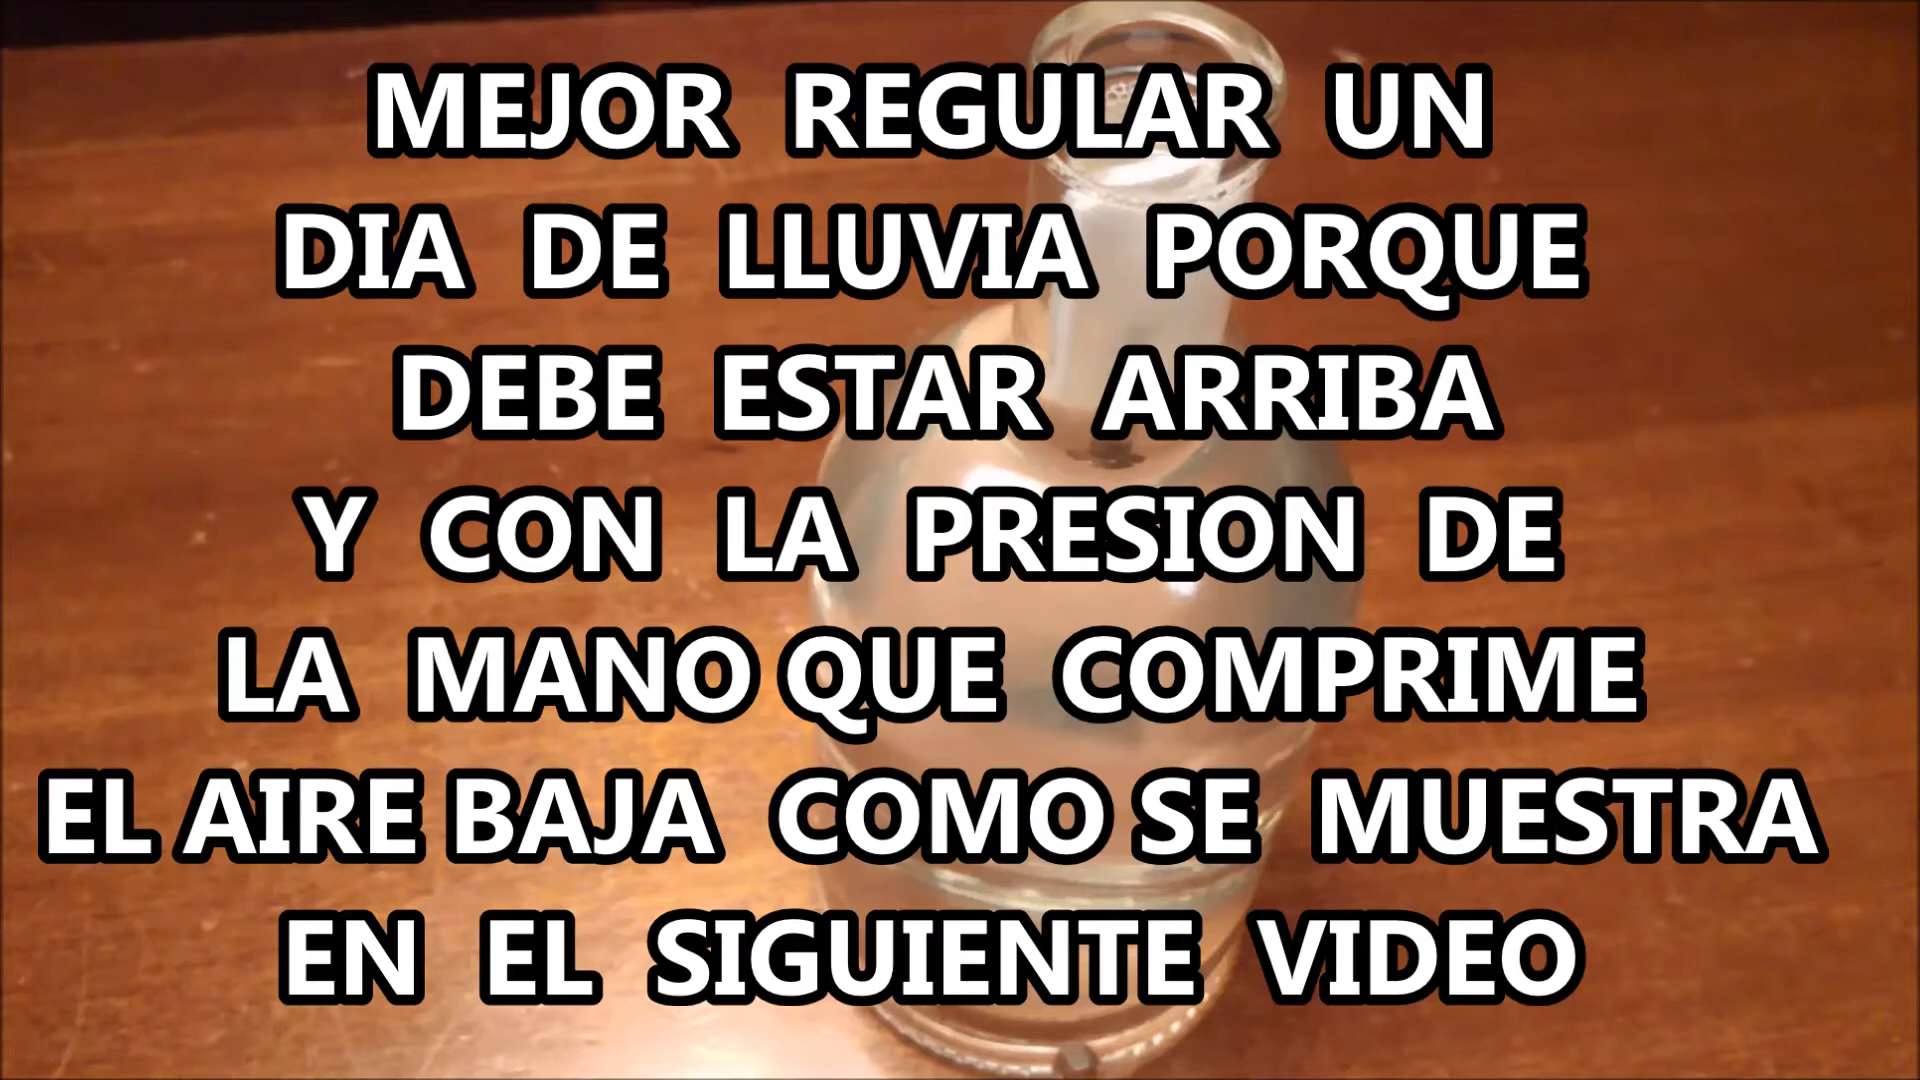 MEJOR REGULAR UN
DIA DE LLUVIA PORQUE
DEBE ESTAR ARRIBA
Y CON LA PRESION DE
LA MANO QUE COMPRIME
EL AIRE BAJA COMO SE MUESTRA
EN EL SIGUIENTE VIDEO